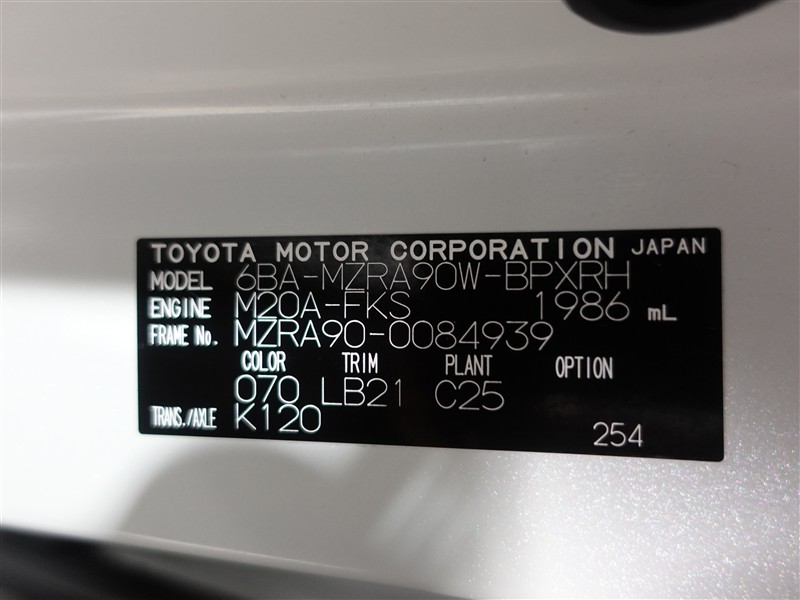 TOYOTA MOTOR CORPORATION JAPAN
MODEL 6BA-MZRA90W-BPXRH
ENGINE M20A-FKS 1986 mL
FRAME No. MZRA90-0084939
COLOR TRIM PLANT OPTION
070 LB21 C25
TRANS./AXLE K120
254